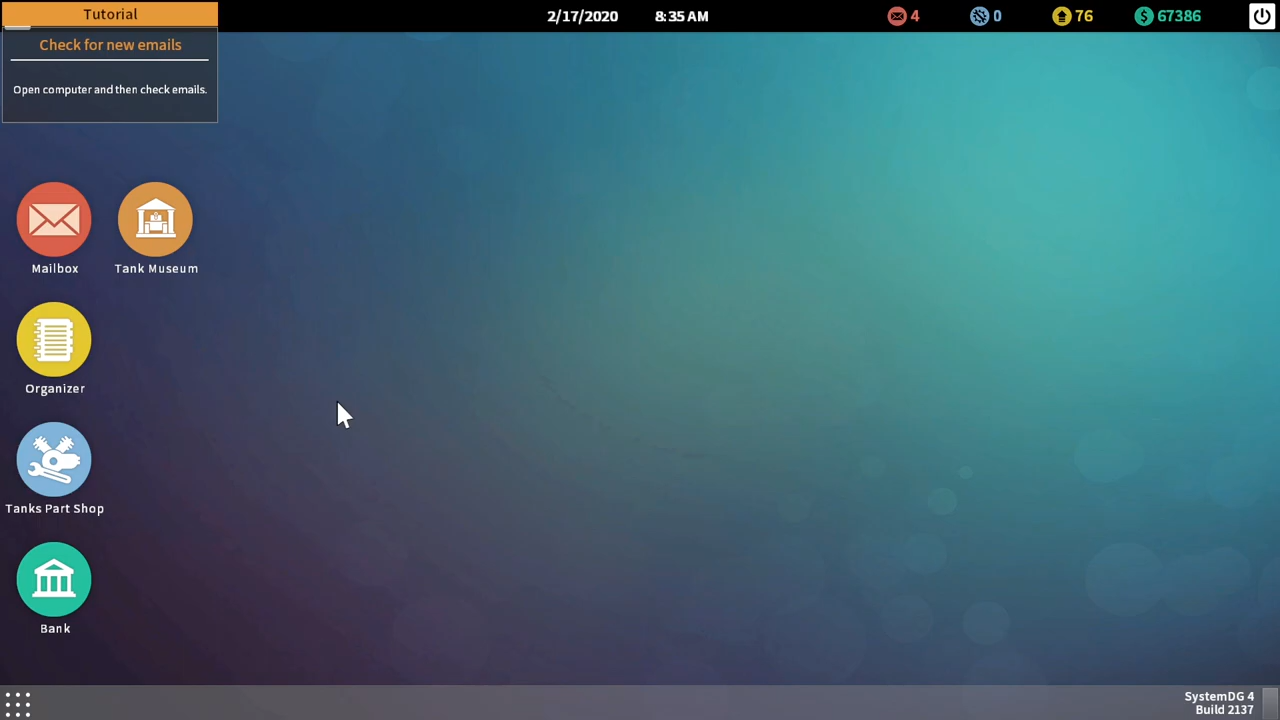 Tutorial
2/17/2020 8:35 AM 4 0 76 67386
Check for new emails
Open computer and then check emails.
Mailbox
Tank Museum
Organizer
Tanks Part Shop
Bank
SystemDG 4
Build 2137